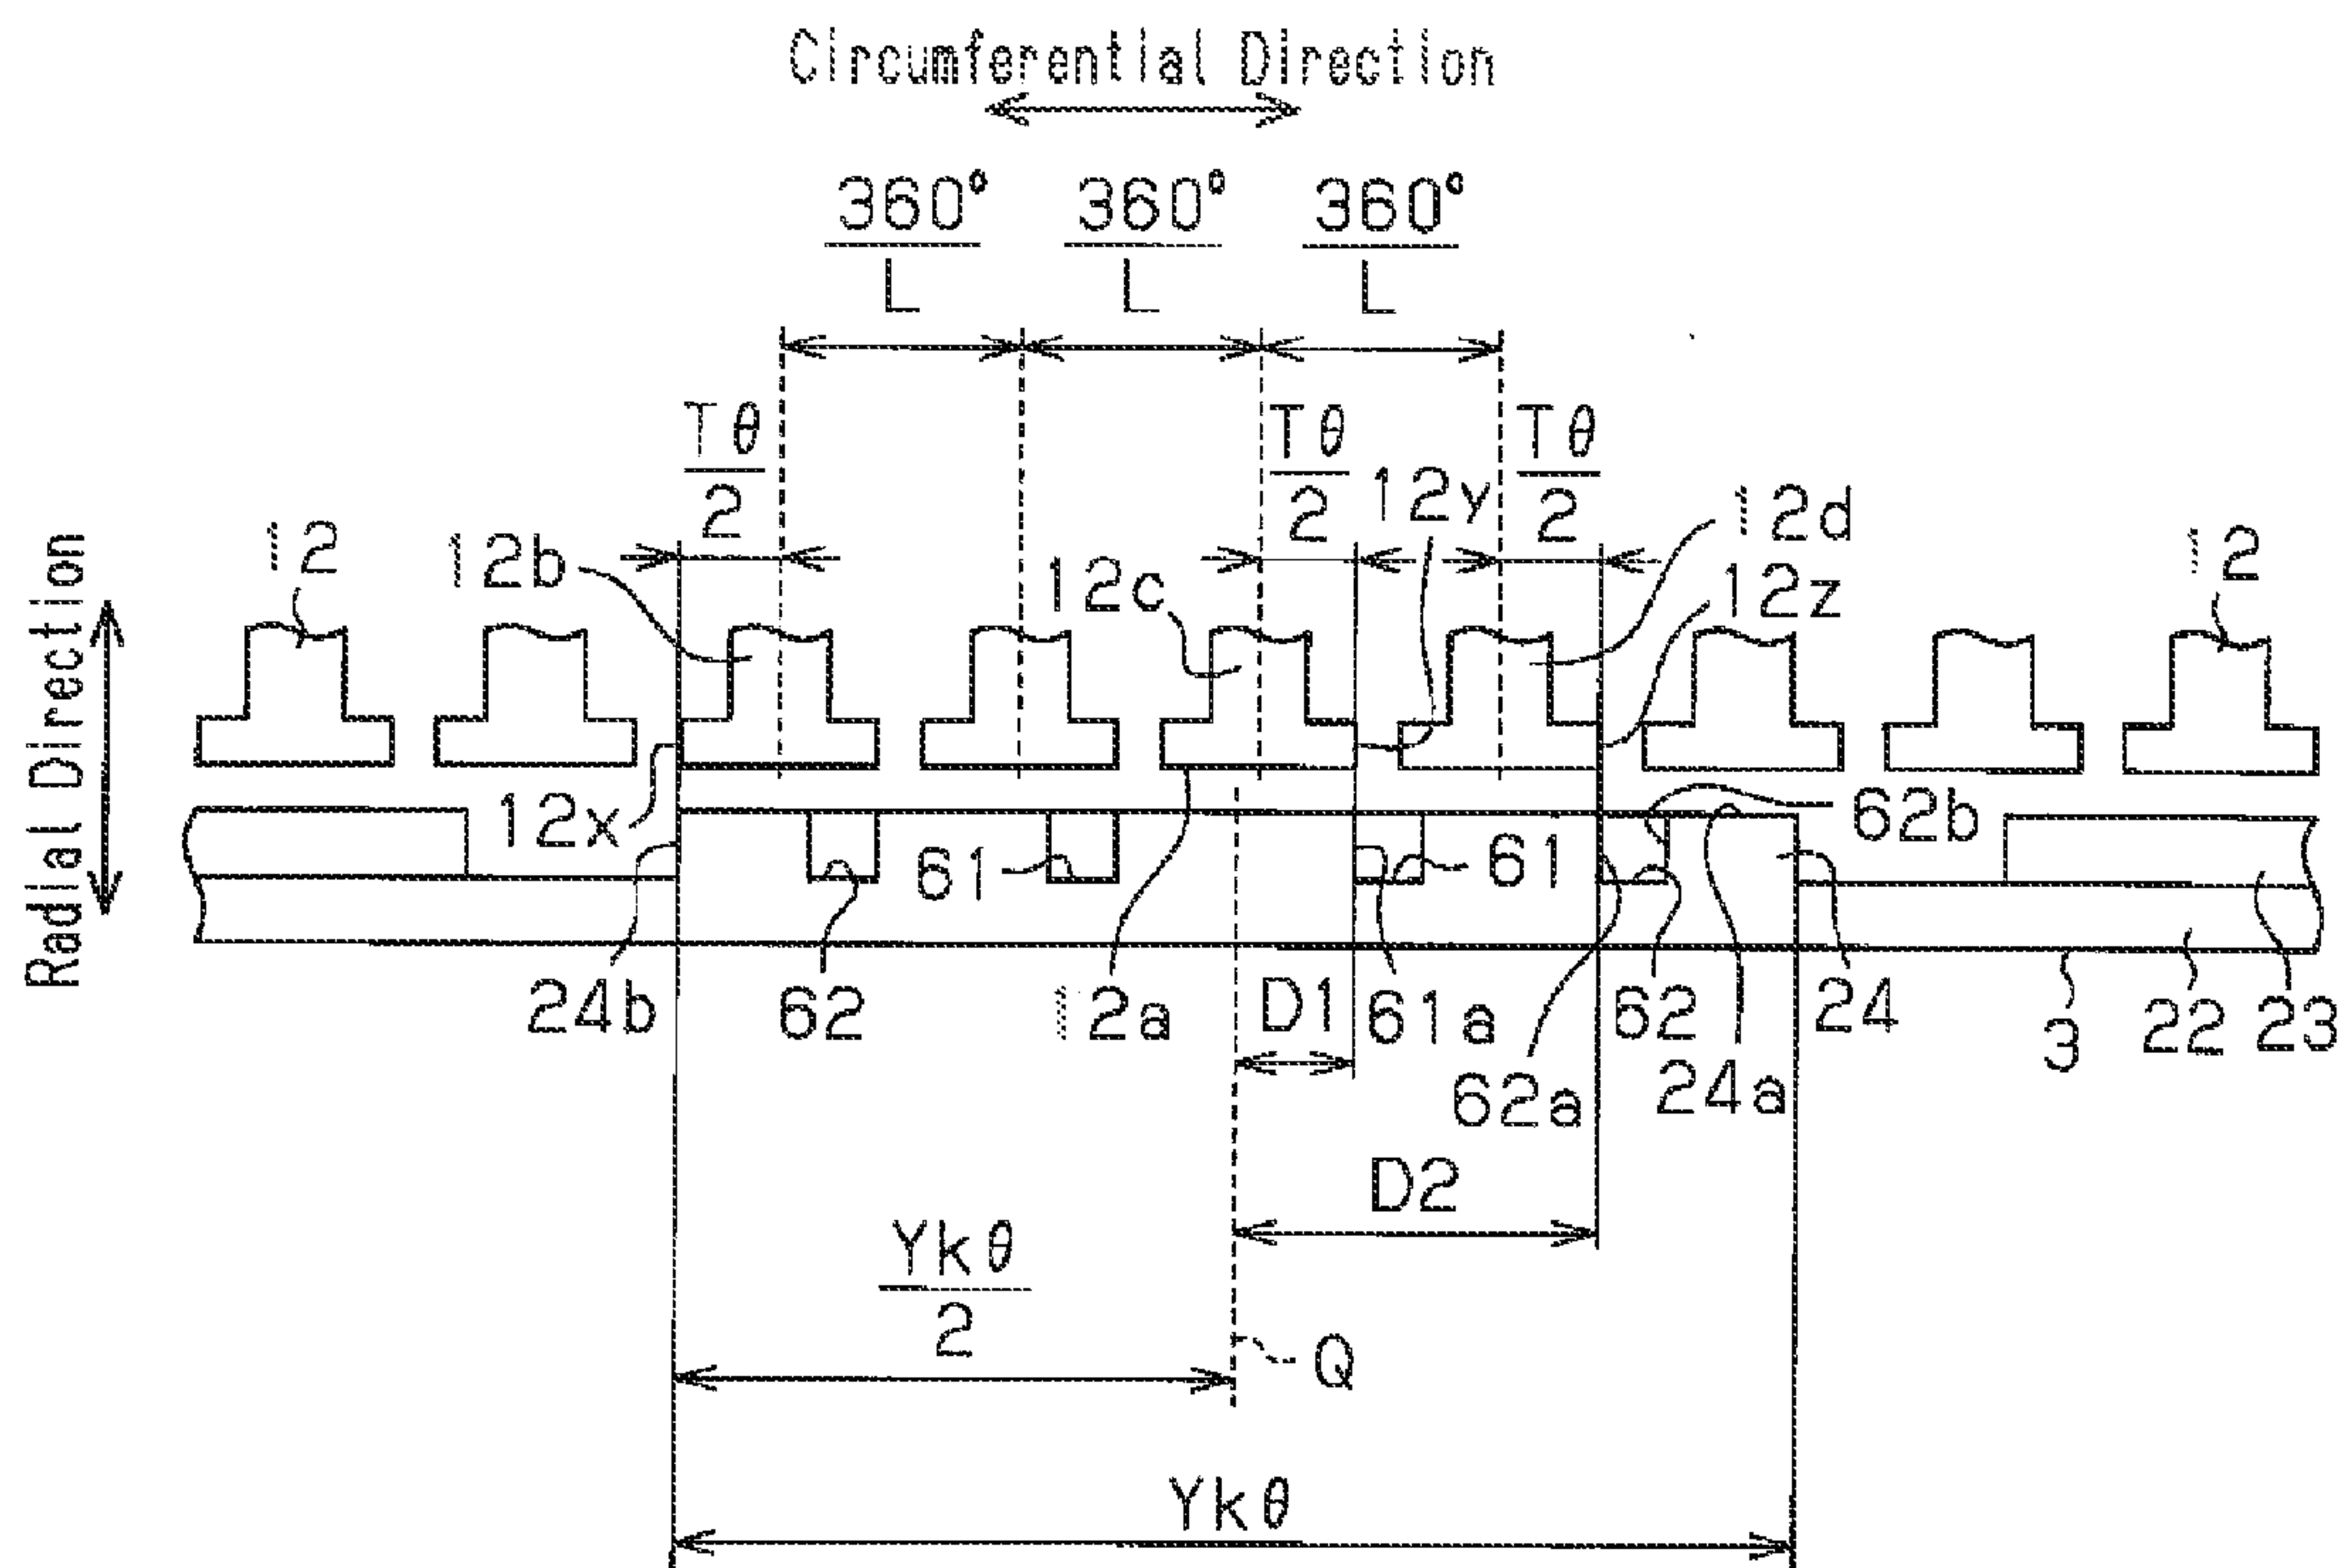 Circumferential Direction
360° 360° 360°
L L L
Tθ Tθ Tθ
2 2 2
12y
12d
12 12b 12c 12z 12
Radial Direction
12x 61 61 62b
24b 62 12a D1 61a 62 24 3 22 23
62a 24a
D2
Ykθ
2
Q
Ykθ